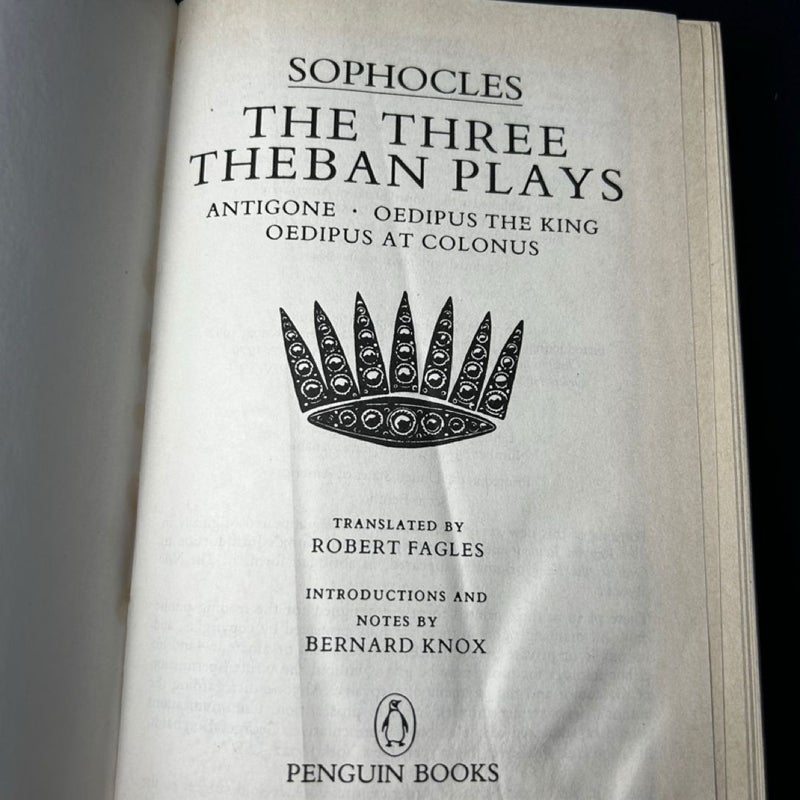 SOPHOCLES
THE THREE
THEBAN PLAYS
ANTIGONE · OEDIPUS THE KING
OEDIPUS AT COLONUS
TRANSLATED BY
ROBERT FAGLES
INTRODUCTIONS AND
NOTES BY
BERNARD KNOX
PENGUIN BOOKS